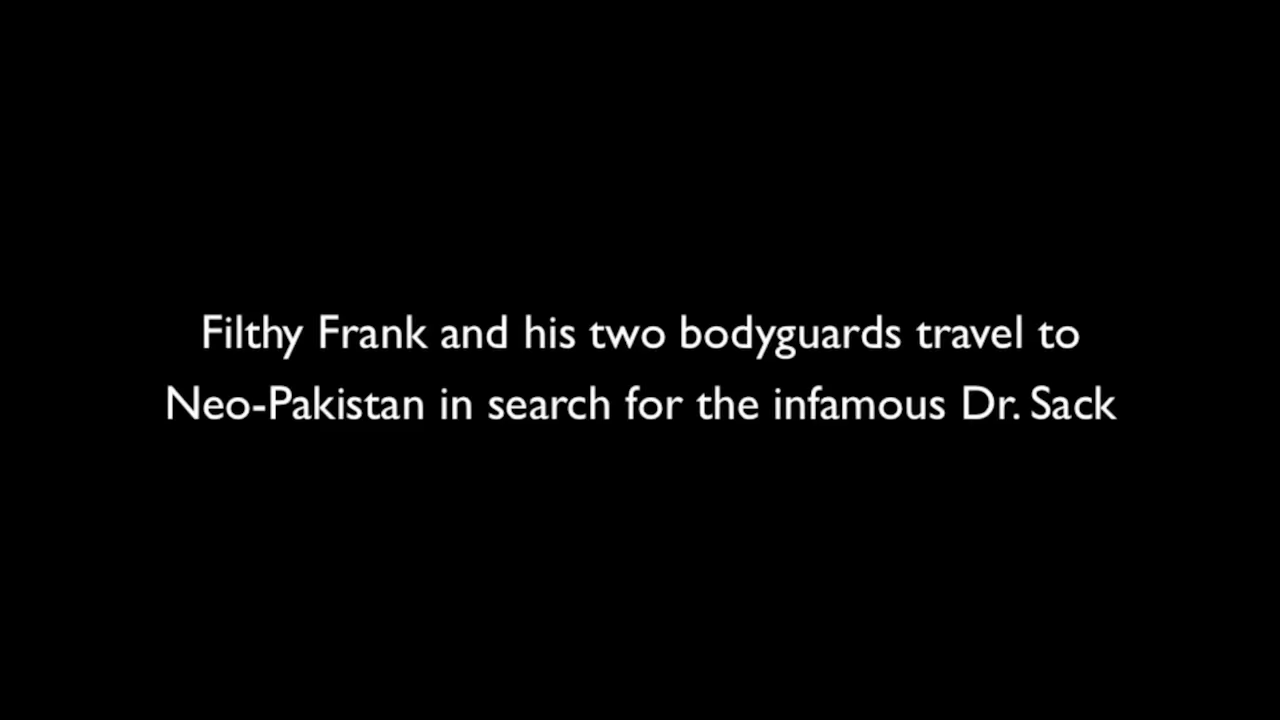 Filthy Frank and his two bodyguards travel to
Neo-Pakistan in search for the infamous Dr. Sack